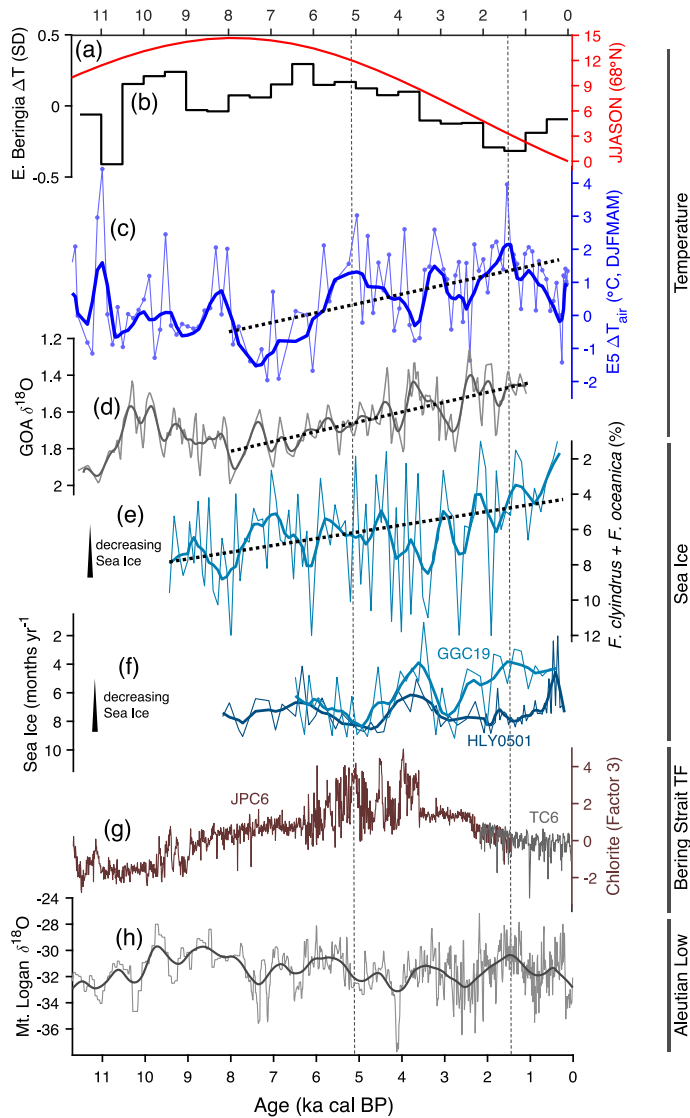 11 10 9 8 7 6 5 4 3 2 1 0
(a)
(b)
0.5
0
-0.5
E. Beringia ΔT (SD)
15
12
9
6
3
0
JJASON (68°N)
(c)
4
3
2
1
0
-1
-2
E5 ΔTair (°C, DJFMAM)
Temperature
1.2
1.4
1.6
1.8
2
GOA δ18O
(d)
(e)
decreasing
Sea Ice
2
4
6
8
10
12
F. clyindrus + F. oceanica (%)
Sea Ice
2
4
6
8
10
Sea Ice (months yr-1)
(f)
decreasing
Sea Ice
GGC19
HLY0501
(g)
JPC6
TC6
4
2
0
-2
Chlorite (Factor 3)
Bering Strait TF
-24
-28
-30
-32
-34
-36
-38
Mt. Logan δ18O
(h)
Aleutian Low
11 10 9 8 7 6 5 4 3 2 1 0
Age (ka cal BP)